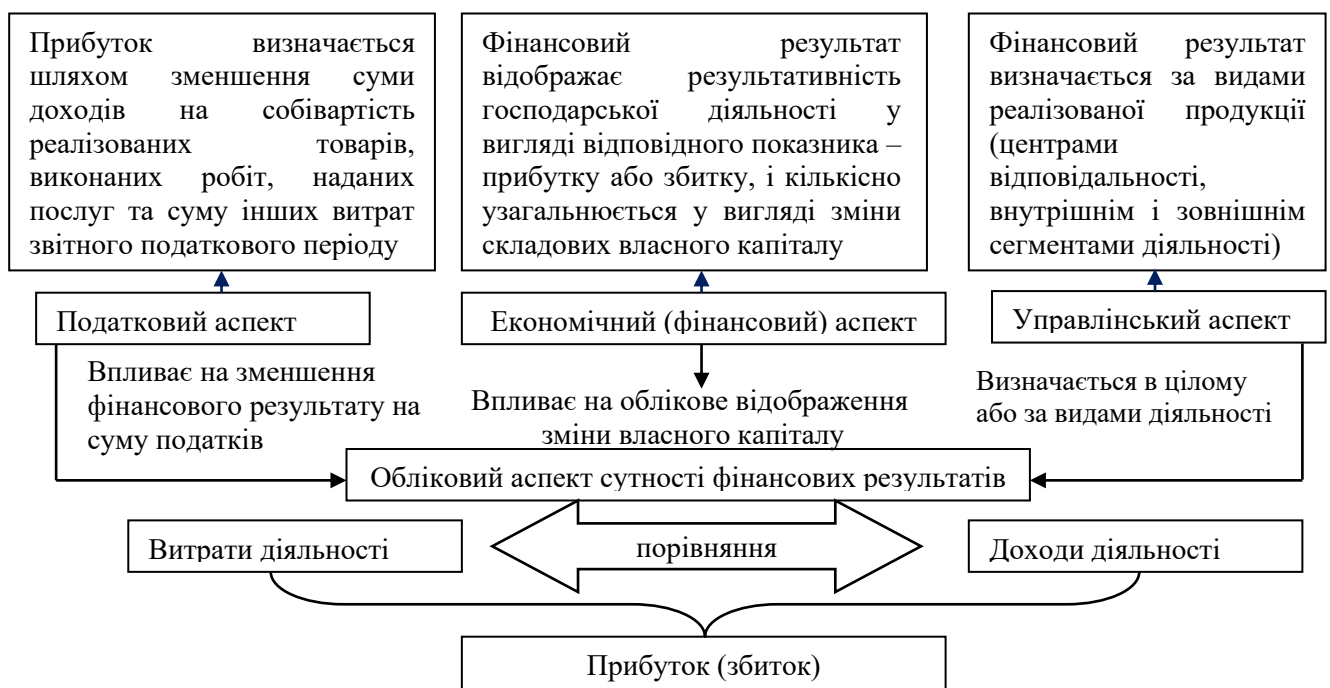 Прибуток визначається
шляхом зменшення суми
доходів на собівартість
реалізованих товарів,
виконаних робіт, наданих
послуг та суму інших витрат
звітного податкового періоду
Фінансовий результат
відображає результативність
господарської діяльності у
вигляді відповідного показника –
прибутку або збитку, і кількісно
узагальнюється у вигляді зміни
складових власного капіталу
Фінансовий результат
визначається за видами
реалізованої продукції
(центрами
відповідальності,
внутрішнім і зовнішнім
сегментами діяльності)
Податковий аспект
Економічний (фінансовий) аспект
Управлінський аспект
Впливає на зменшення
фінансового результату на
суму податків
Впливає на облікове відображення
зміни власного капіталу
Визначається в цілому
або за видами діяльності
Обліковий аспект сутності фінансових результатів
Витрати діяльності
порівняння
Доходи діяльності
Прибуток (збиток)